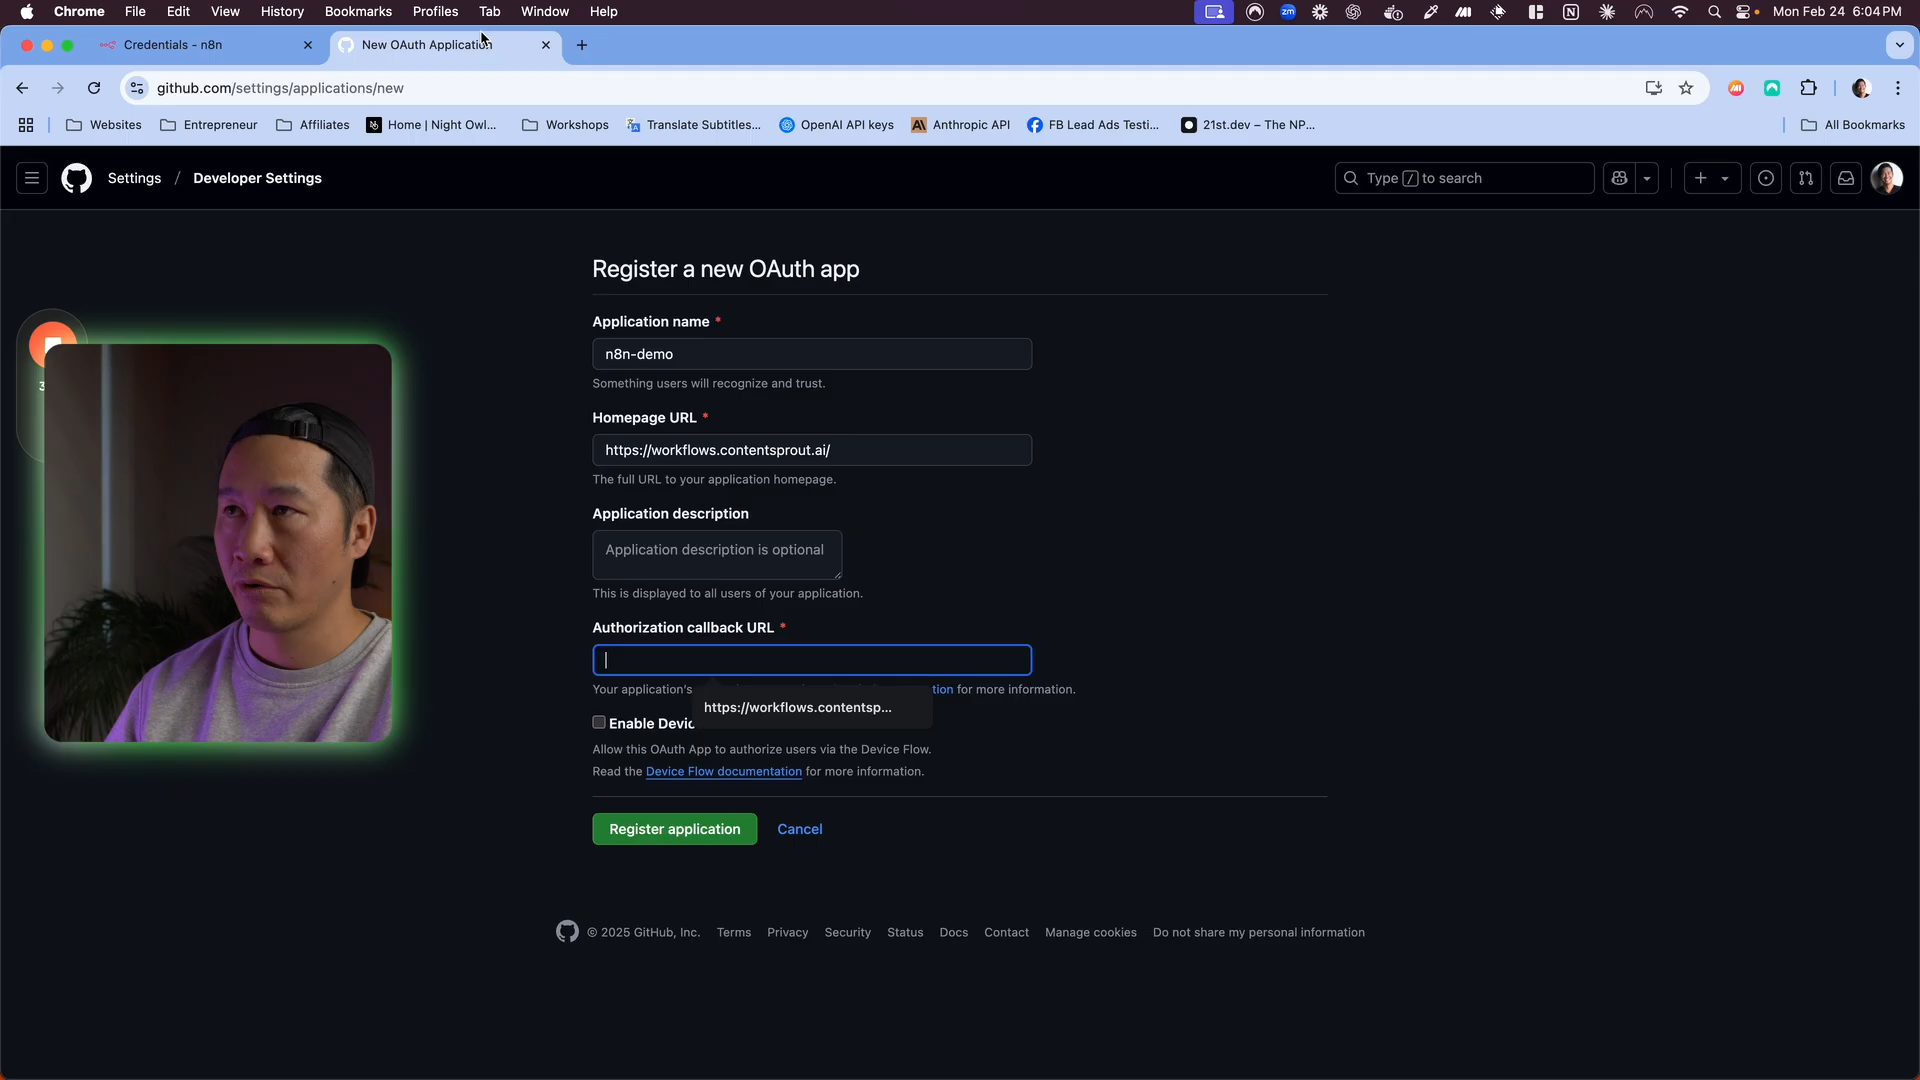 Chrome File Edit View History Bookmarks Profiles Tab Window Help
zm
Mon Feb 24 6:04 PM
Credentials - n8n
New OAuth Application
github.com/settings/applications/new
Websites
Entrepreneur
Affiliates
Home | Night Owl...
Workshops
Translate Subtitles...
OpenAI API keys
Anthropic API
FB Lead Ads Testi...
21st.dev – The NP...
All Bookmarks
Settings / Developer Settings
Type / to search
Register a new OAuth app
Application name *
n8n-demo
Something users will recognize and trust.
Homepage URL *
https://workflows.contentsprout.ai/
The full URL to your application homepage.
Application description
Application description is optional
This is displayed to all users of your application.
Authorization callback URL *
Your application's
for more information.
https://workflows.contentsp...
Enable
Allow this OAuth App to authorize users via the Device Flow.
Read the Device Flow documentation for more information.
Register application
Cancel
© 2025 GitHub, Inc. Terms Privacy Security Status Docs Contact Manage cookies Do not share my personal information